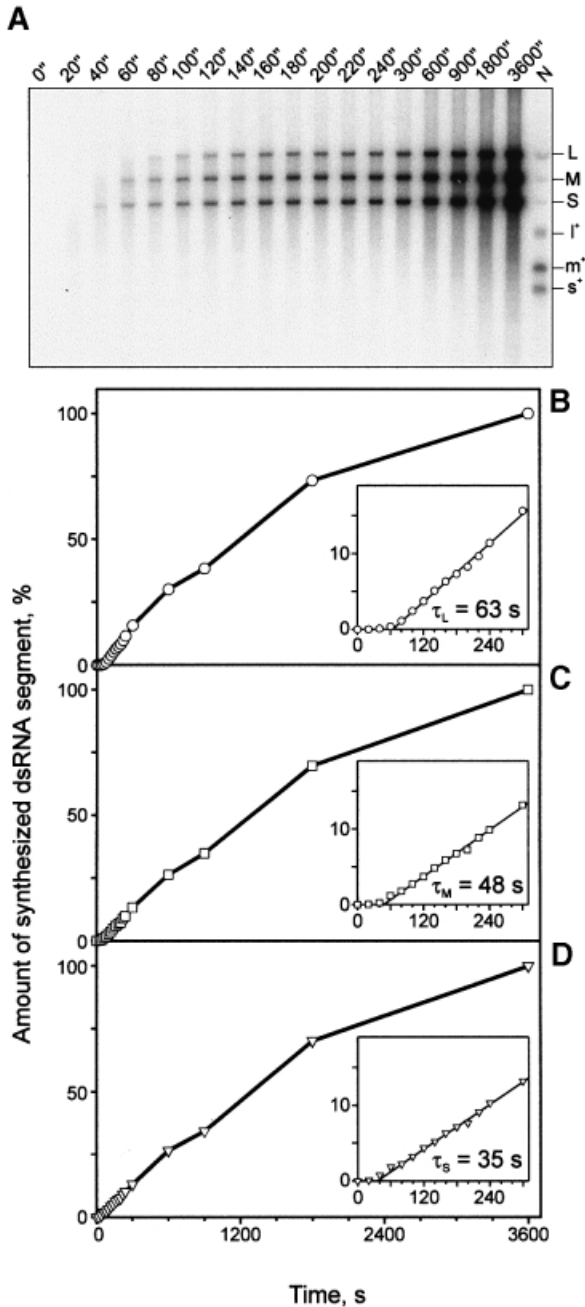 A
0" 20" 40" 60" 80" 100" 120" 140" 160" 180" 200" 220" 240" 300" 600" 900" 1800" 3600" N
L
M
S
l+
m+
s+
B
100
50
0
10
0
0 120 240
τL = 63 s
C
100
50
0
10
0
0 120 240
τM = 48 s
D
100
50
0
10
0
0 120 240
τS = 35 s
0 1200 2400 3600
Amount of synthesized dsRNA segment, %
Time, s